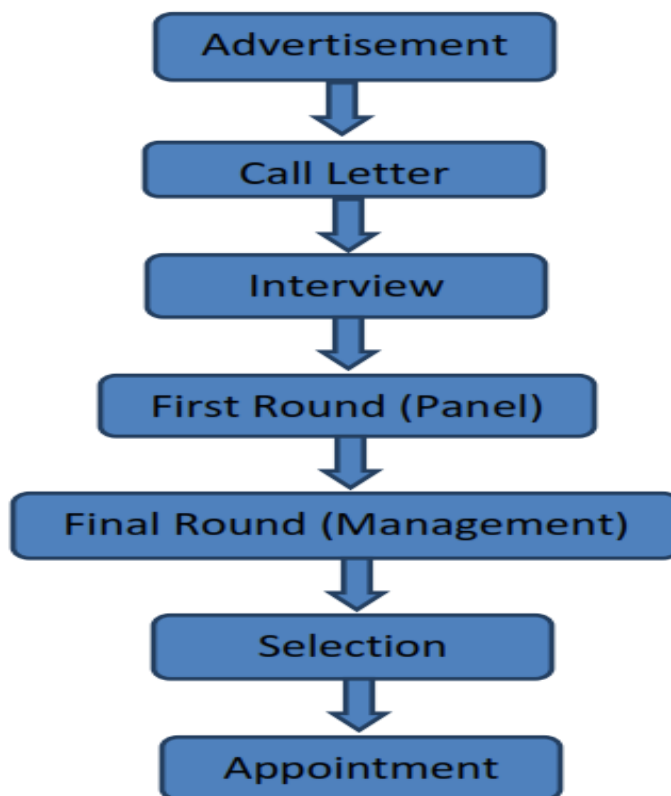 Advertisement
Call Letter
Interview
First Round (Panel)
Final Round (Management)
Selection
Appointment